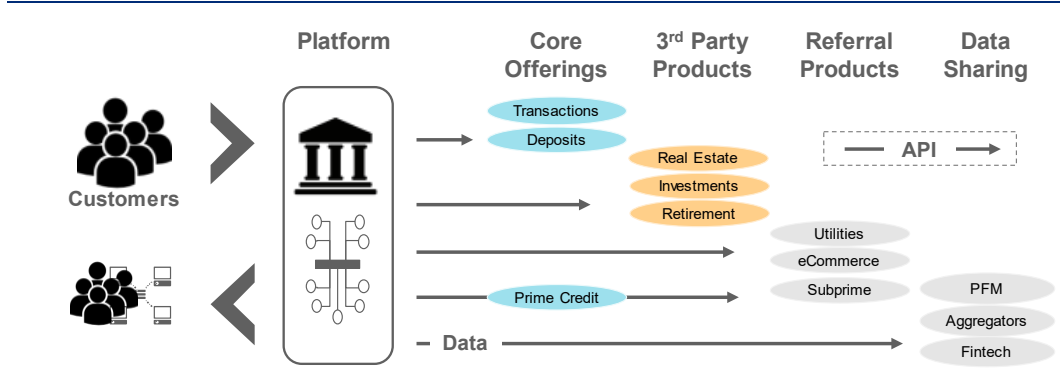 Platform
Core
Offerings
3rd Party
Products
Referral
Products
Data
Sharing
Customers
Transactions
Deposits
Real Estate
Investments
Retirement
API
Utilities
eCommerce
Subprime
Prime Credit
PFM
Aggregators
Fintech
Data